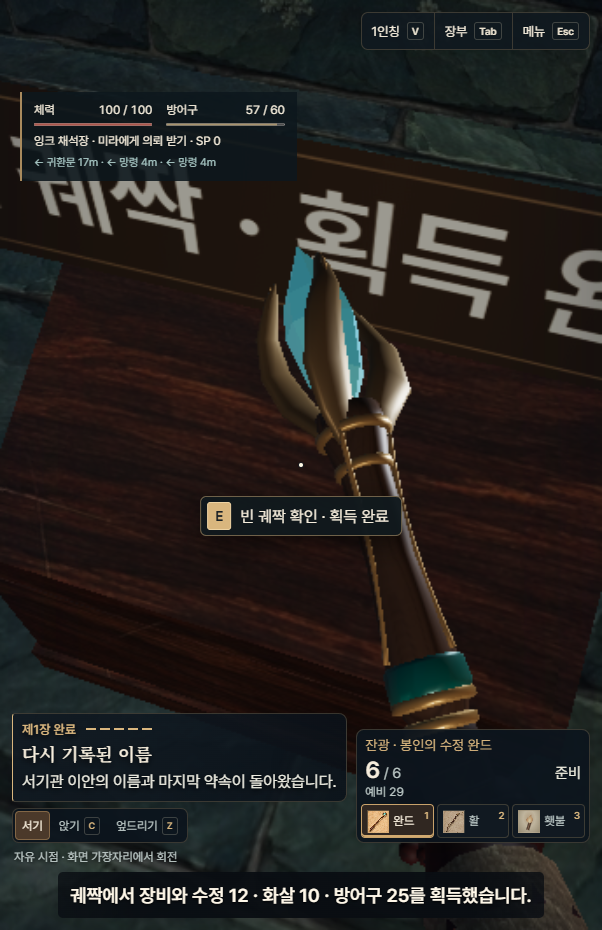 1인칭 V 장부 Tab 메뉴 Esc
체력 100 / 100 방어구 57 / 60
잉크 채석장 · 미라에게 의뢰 받기 · SP 0
← 귀환문 17m · ← 망령 4m · ← 망령 4m
궤짝 · 획득
E 빈 궤짝 확인 · 획득 완료
제1장 완료
다시 기록된 이름
서기관 이안의 이름과 마지막 약속이 돌아왔습니다.
잔광 · 봉인의 수정 완드
6 / 6 준비
예비 29
완드 1 활 2 횃불 3
서기 앉기 C 엎드리기 Z
자유 시점 · 화면 가장자리에서 회전
궤짝에서 장비와 수정 12 · 화살 10 · 방어구 25를 획득했습니다.